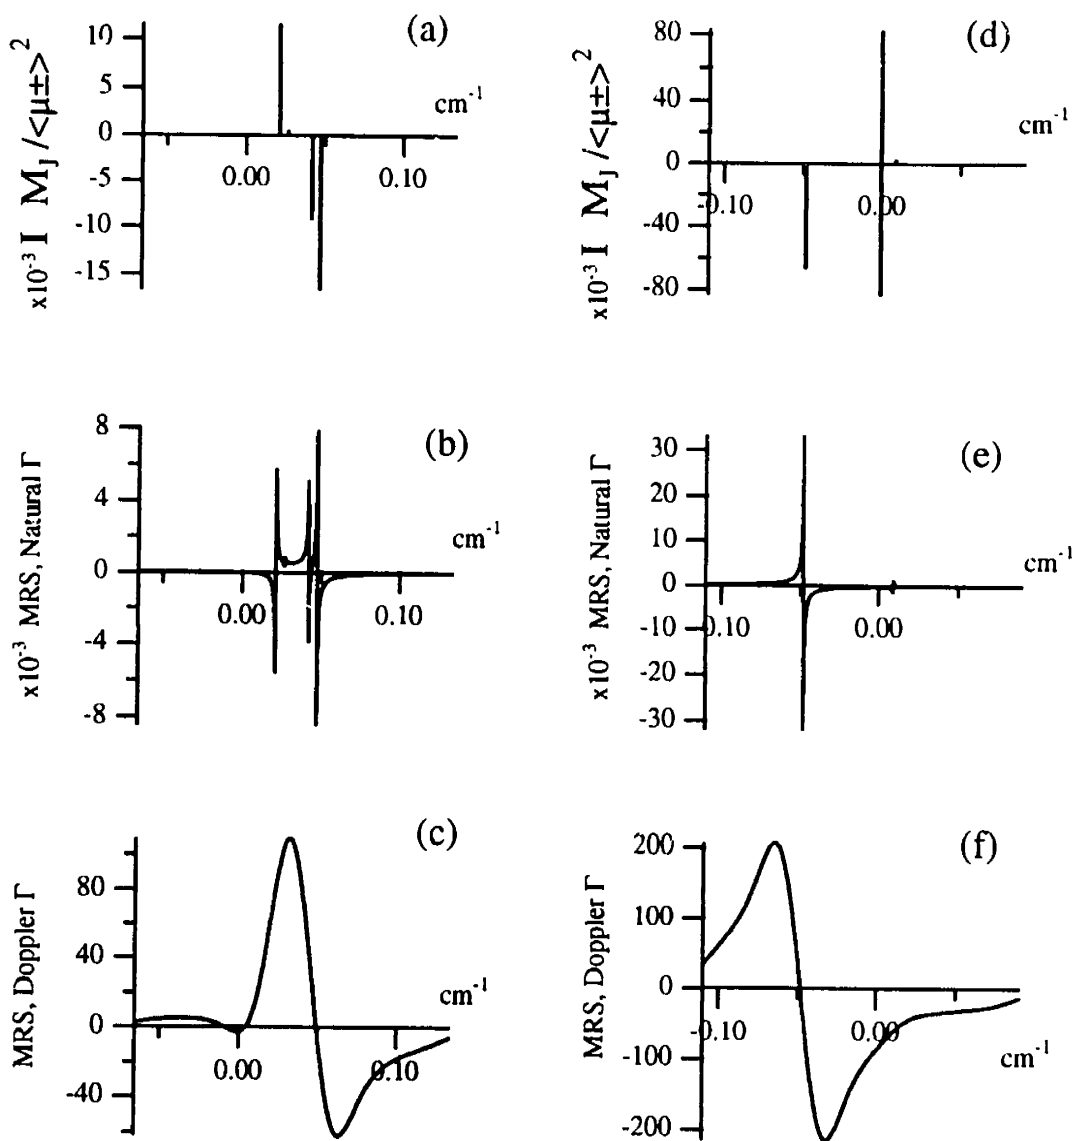 (a)
x10⁻³ I M_J /<µ±>²
10
5
0
-5
-10
-15
0.00
0.10
cm⁻¹
(d)
x10⁻³ I M_J /<µ±>²
80
40
0
-40
-80
-0.10
0.00
cm⁻¹
(b)
x10⁻³ MRS, Natural Γ
8
4
0
-4
-8
0.00
0.10
cm⁻¹
(e)
x10⁻³ MRS, Natural Γ
30
20
10
0
-10
-20
-30
-0.10
0.00
cm⁻¹
(c)
MRS, Doppler Γ
80
40
0
-40
0.00
0.10
cm⁻¹
(f)
MRS, Doppler Γ
200
100
0
-100
-200
-0.10
0.00
cm⁻¹